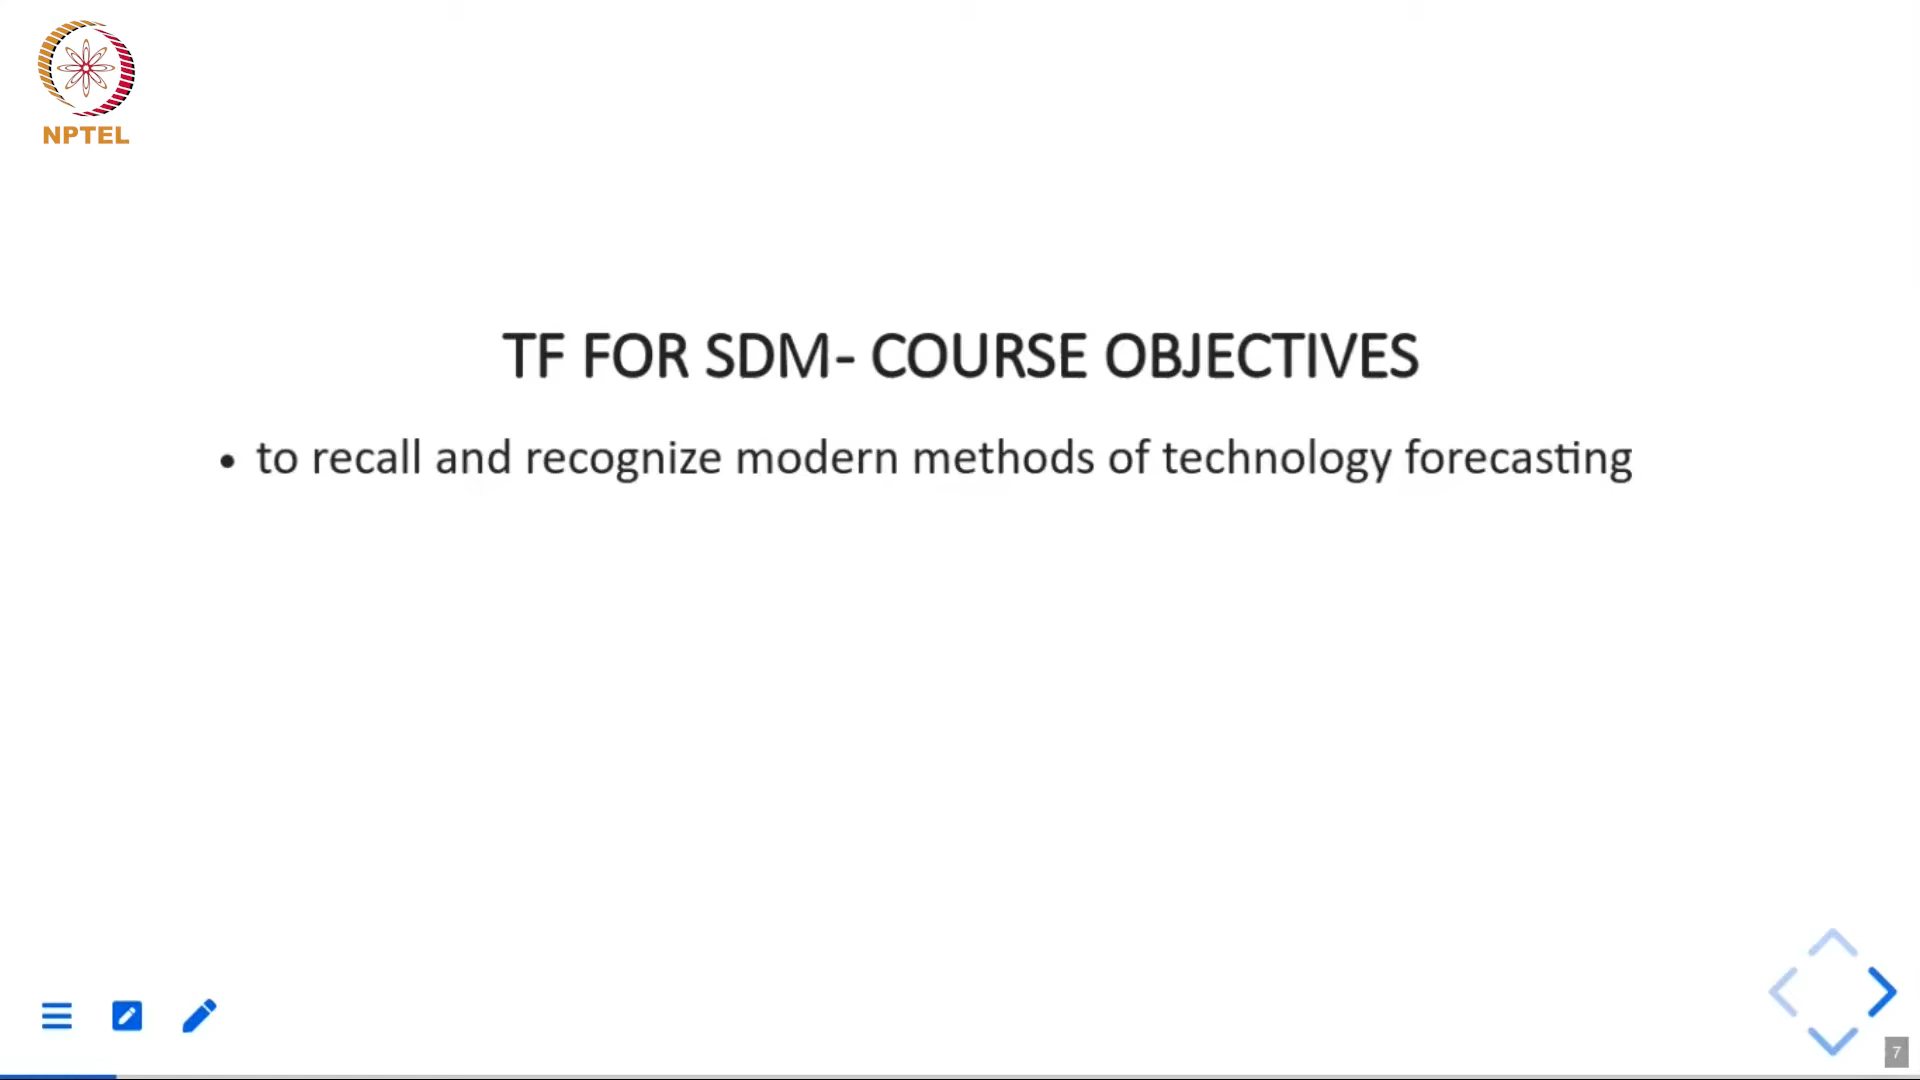 NPTEL
TF FOR SDM- COURSE OBJECTIVES
• to recall and recognize modern methods of technology forecasting
7